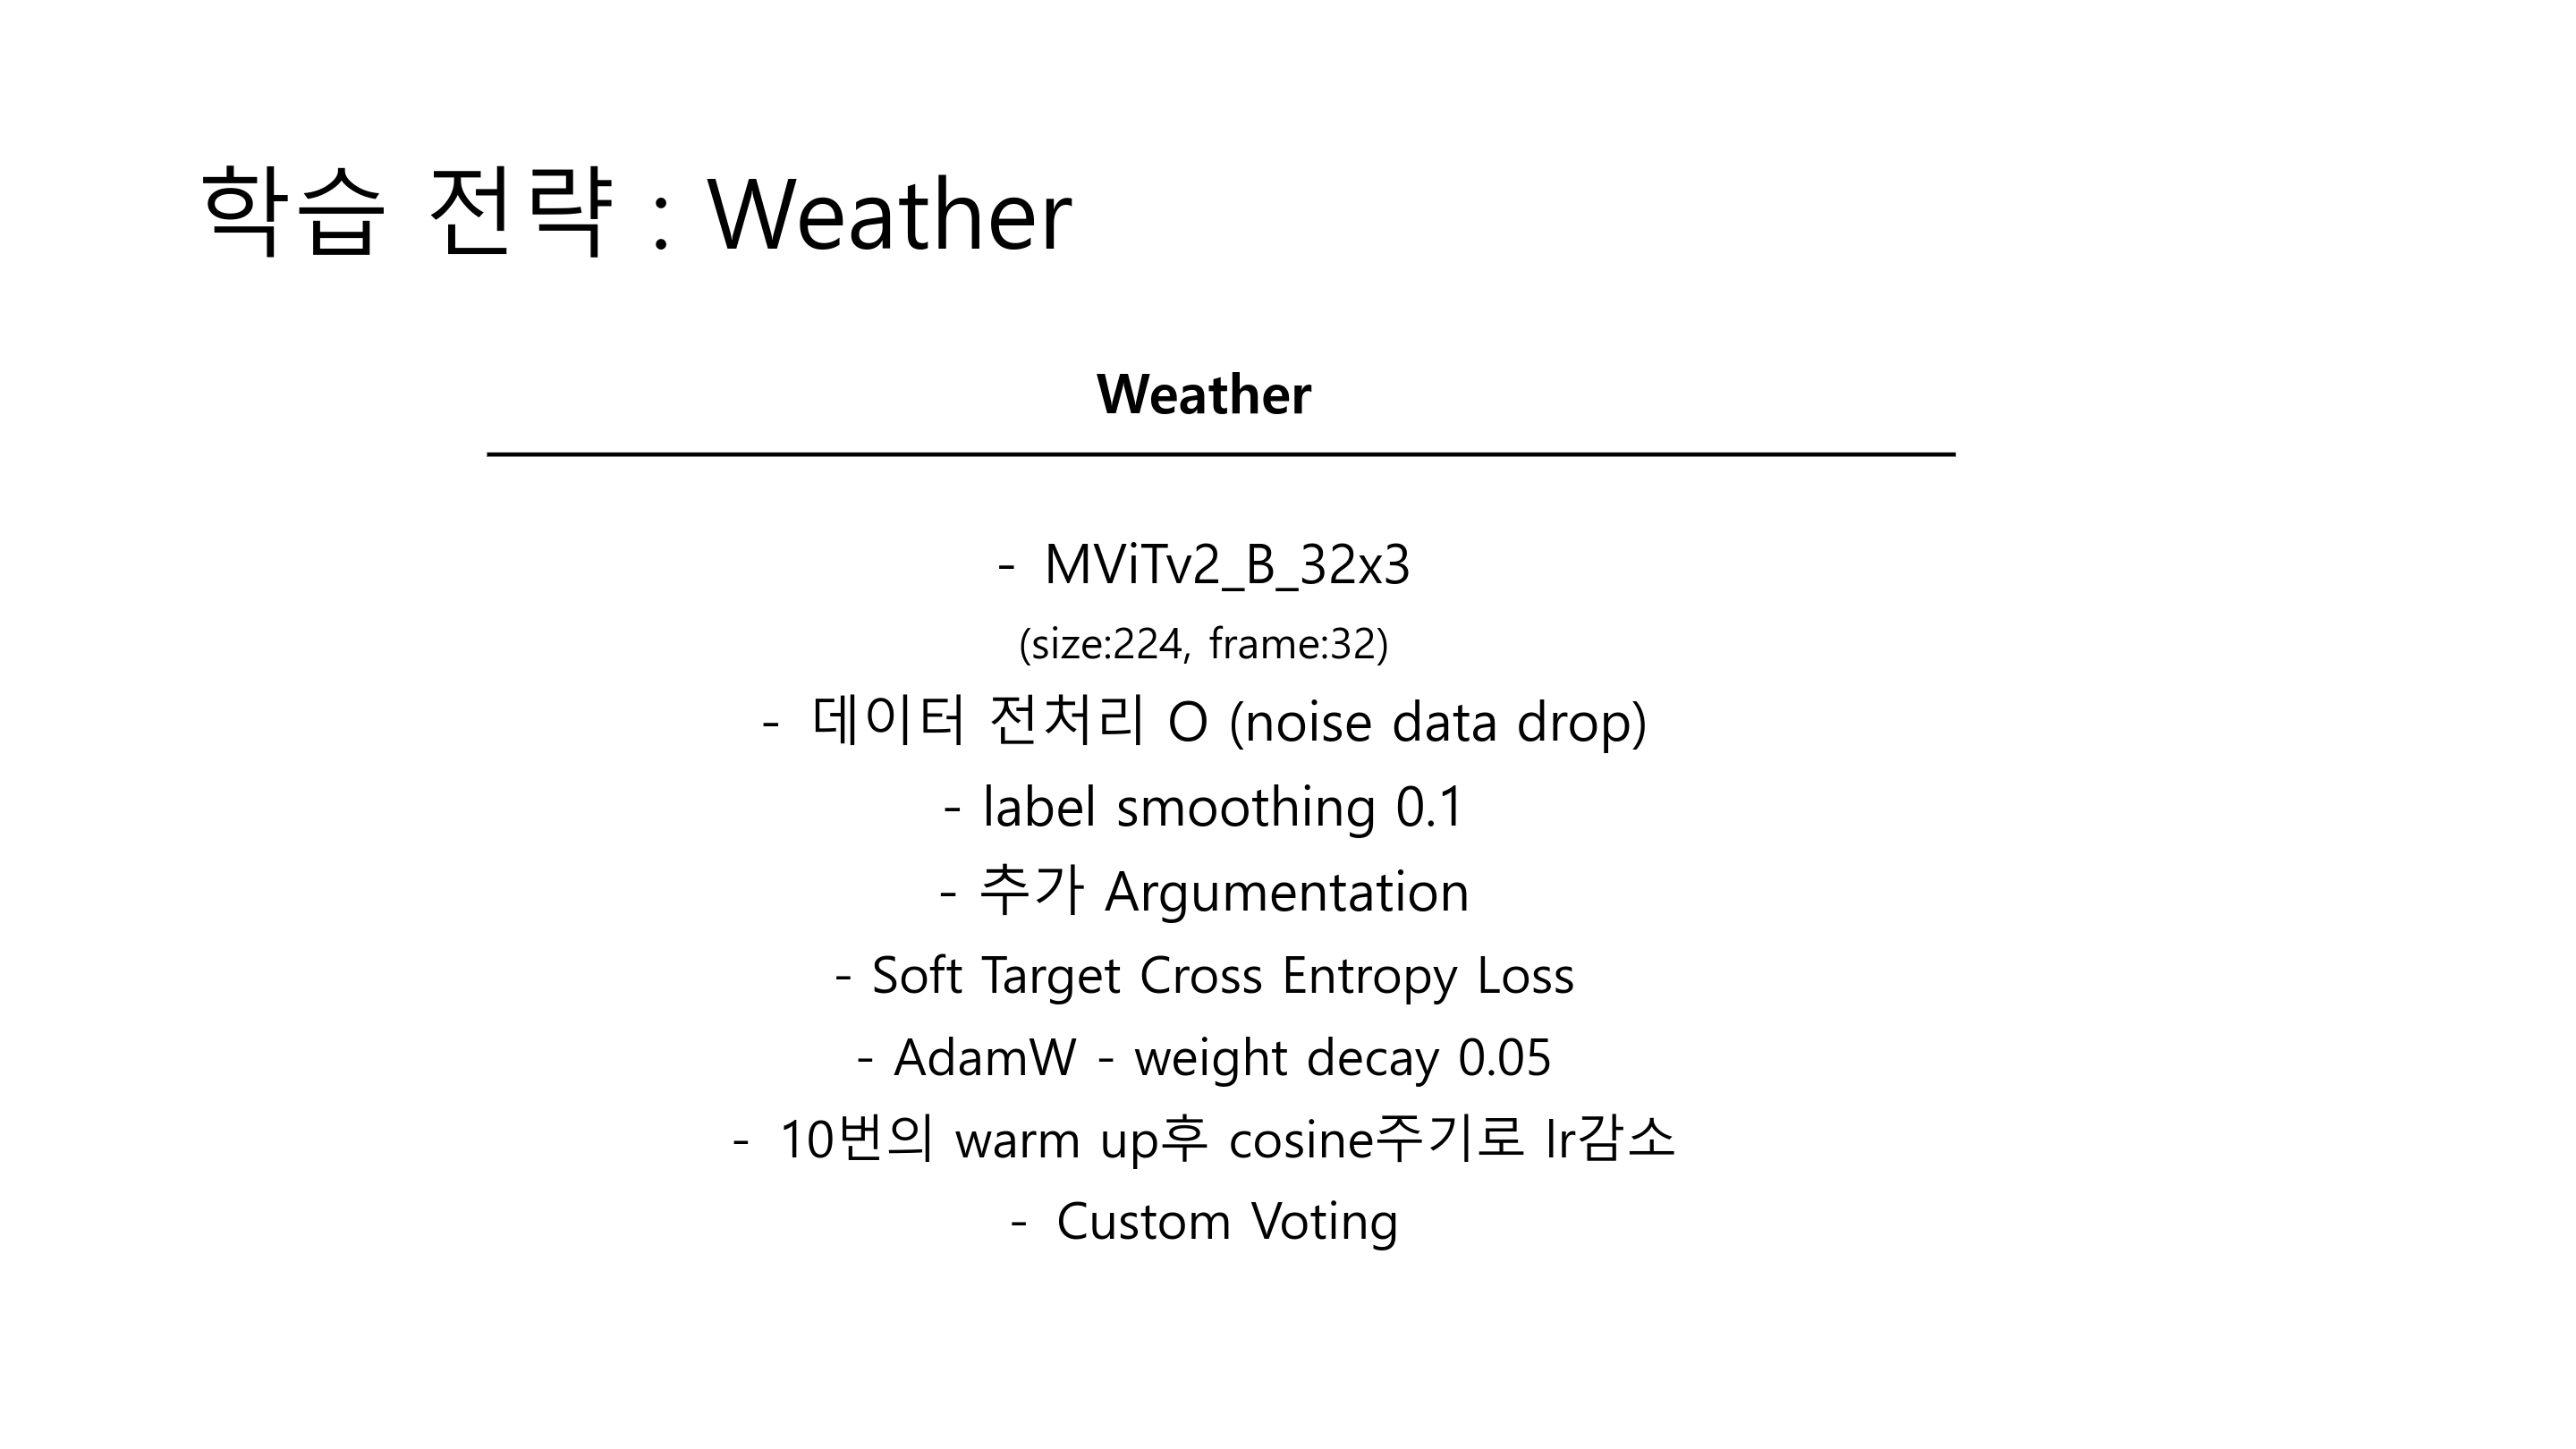 학습 전략 : Weather
Weather
- MViTv2_B_32x3
(size:224, frame:32)
- 데이터 전처리 O (noise data drop)
- label smoothing 0.1
- 추가 Argumentation
- Soft Target Cross Entropy Loss
- AdamW - weight decay 0.05
- 10번의 warm up후 cosine주기로 lr감소
- Custom Voting